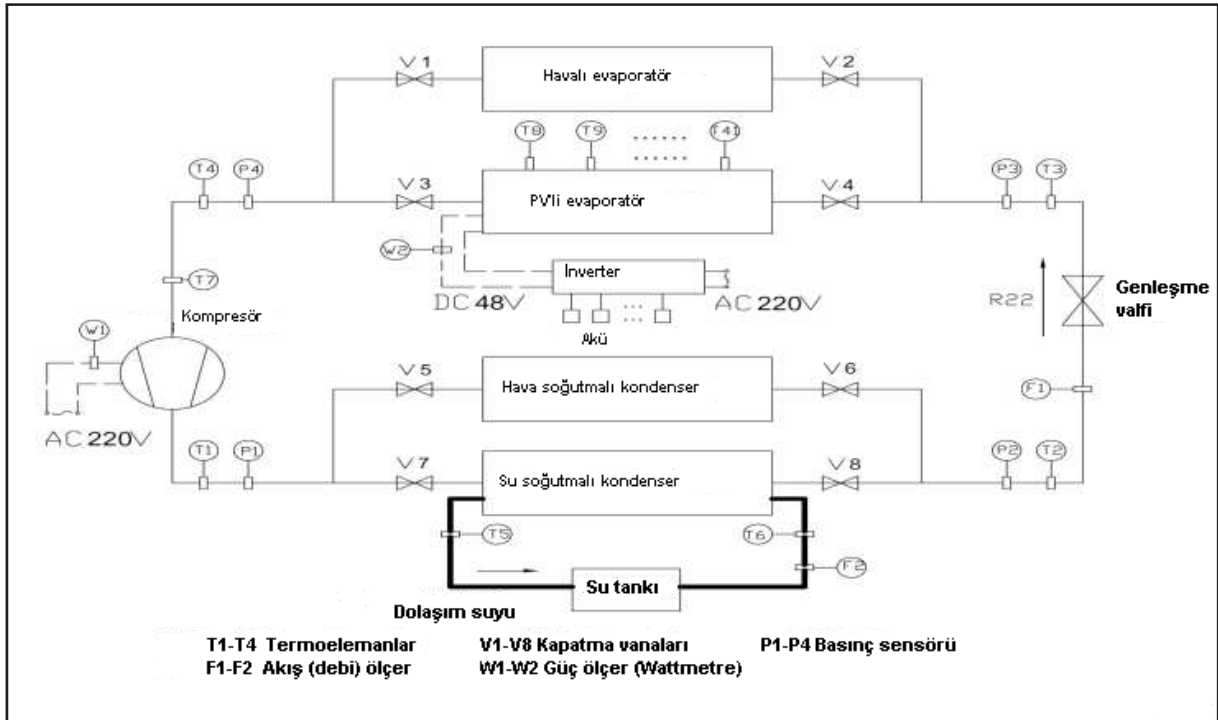 V1
V2
Havalı evaporatör
T8
T9
......
......
T41
T4
P4
V3
V4
P3
T3
PV'li evaporatör
W2
T7
İnverter
DC 48V
...
AC 220V
R22
Genleşme
valfi
Kompresör
Akü
W1
V5
V6
Hava soğutmalı kondenser
F1
AC 220V
T1
P1
V7
V8
P2
T2
Su soğutmalı kondenser
T5
T6
F2
Su tankı
Dolaşım suyu
T1-T4 Termoelemanlar
V1-V8 Kapatma vanaları
P1-P4 Basınç sensörü
F1-F2 Akış (debi) ölçer
W1-W2 Güç ölçer (Wattmetre)